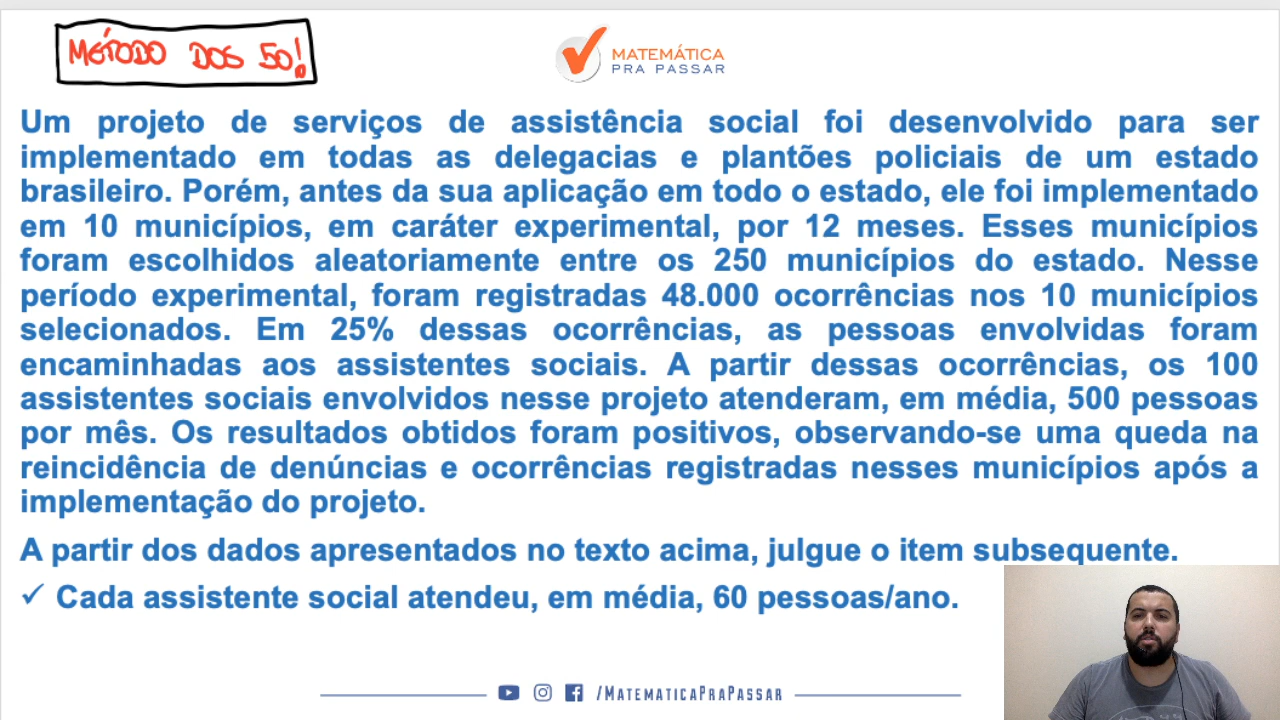 MÉTODO DOS 50!
MATEMÁTICA
PRA PASSAR
Um projeto de serviços de assistência social foi desenvolvido para ser
implementado em todas as delegacias e plantões policiais de um estado
brasileiro. Porém, antes da sua aplicação em todo o estado, ele foi implementado
em 10 municípios, em caráter experimental, por 12 meses. Esses municípios
foram escolhidos aleatoriamente entre os 250 municípios do estado. Nesse
período experimental, foram registradas 48.000 ocorrências nos 10 municípios
selecionados. Em 25% dessas ocorrências, as pessoas envolvidas foram
encaminhadas aos assistentes sociais. A partir dessas ocorrências, os 100
assistentes sociais envolvidos nesse projeto atenderam, em média, 500 pessoas
por mês. Os resultados obtidos foram positivos, observando-se uma queda na
reincidência de denúncias e ocorrências registradas nesses municípios após a
implementação do projeto.
A partir dos dados apresentados no texto acima, julgue o item subsequente.
✓ Cada assistente social atendeu, em média, 60 pessoas/ano.
/MATEMATICAPRAPASSAR